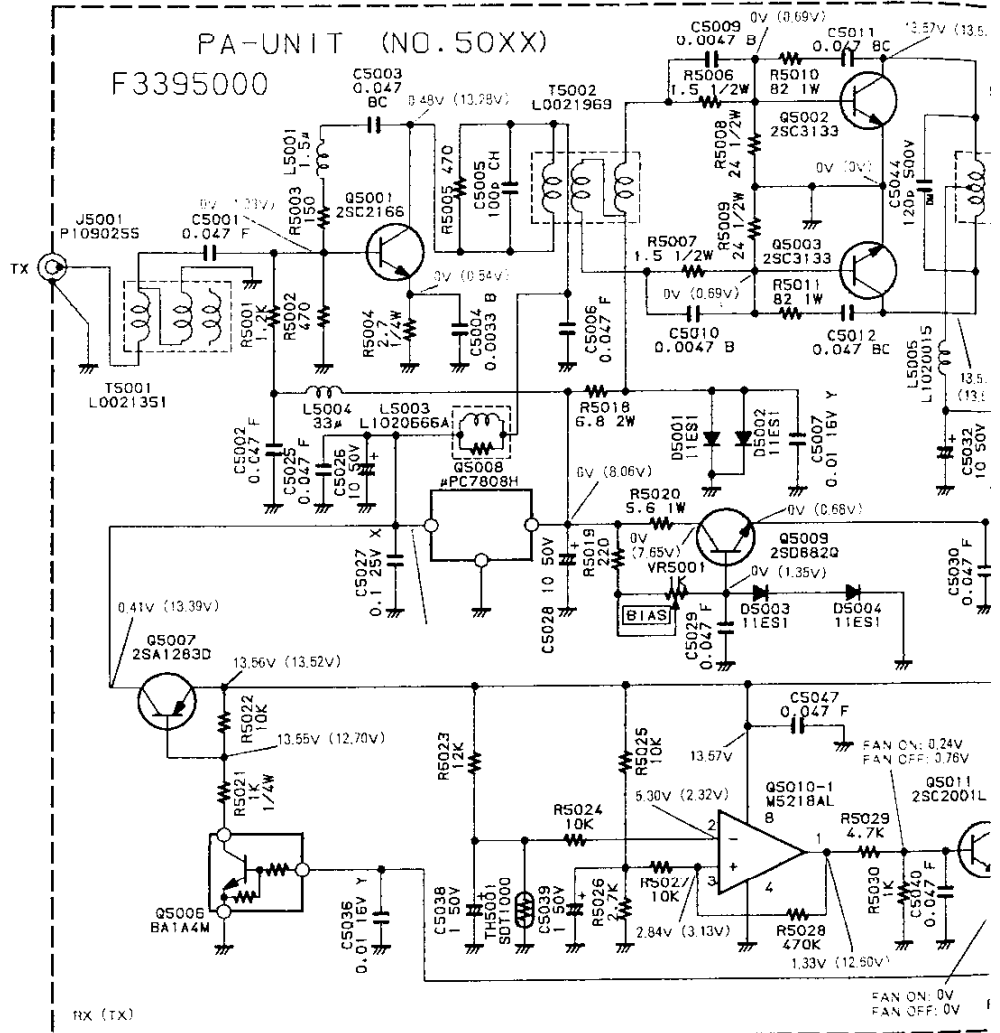 PA-UNIT (NO.50XX)
F3395000
C5003
0.047
BC
0.48V (13.28V)
L5001
1.5μ
R5003
150
Q5001
2SC2166
J5001
P1090255
TX
C5001
0.047 F
T5001
L0021351
R5001
1.2K
R5002
470
R5004
2.7
1/4W
0V (0.54V)
C5004
0.0033 B
R5005 470
C5005
100p CH
T5002
L0021969
C5006
0.047 F
C5009
0.0047 B
0V (0.69V)
R5006
1.5 1/2W
R5010
82 1W
C5011
0.047 BC
Q5002
2SC3133
R5008
24 1/2W
0V (0V)
C5044
120p 500V
DM
R5009
24 1/2W
R5007
1.5 1/2W
Q5003
2SC3133
0V (0.69V)
R5011
82 1W
C5010
0.0047 B
C5012
0.047 BC
L5005
L1020015
C5002
0.047 F
L5004
33μ
L5003
L1020666A
C5025
0.047 F
C5026
10 50V
Q5008
μPC7808H
R5018
6.8 2W
D5001
11ES1
D5002
11ES1
C5007
0.01 16V Y
C5032
10 50V
0V (8.06V)
R5020
5.6 1W
0V (0.68V)
Q5009
2SD882Q
0V
(7.65V)
R5019
220
VR5001
1K
BIAS
0V (1.35V)
C5027
0.1 25V X
C5028 10 50V
C5029
0.047 F
D5003
11ES1
D5004
11ES1
C5030
0.047 F
0.41V (13.39V)
Q5007
2SA1283D
13.56V (13.52V)
R5022
10K
13.55V (12.70V)
R5021
1K
1/4W
R5023
12K
R5025
10K
C5047
0.047 F
13.57V
FAN ON: 0.24V
FAN OFF: 0.76V
Q5010-1
M5218AL
Q5011
2SC2001L
5.30V (2.32V)
R5024
10K
2
8
1
3
4
R5029
4.7K
R5027
10K
R5026
2.7K
R5028
470K
R5030
1K
C5040
0.047 F
Q5006
BA1A4M
C5036
0.01 16V Y
C5038
1 50V
TH5001
SDT1000
C5039
1 50V
2.84V (3.13V)
1.33V (12.60V)
FAN ON: 0V
FAN OFF: 0V
RX (TX)